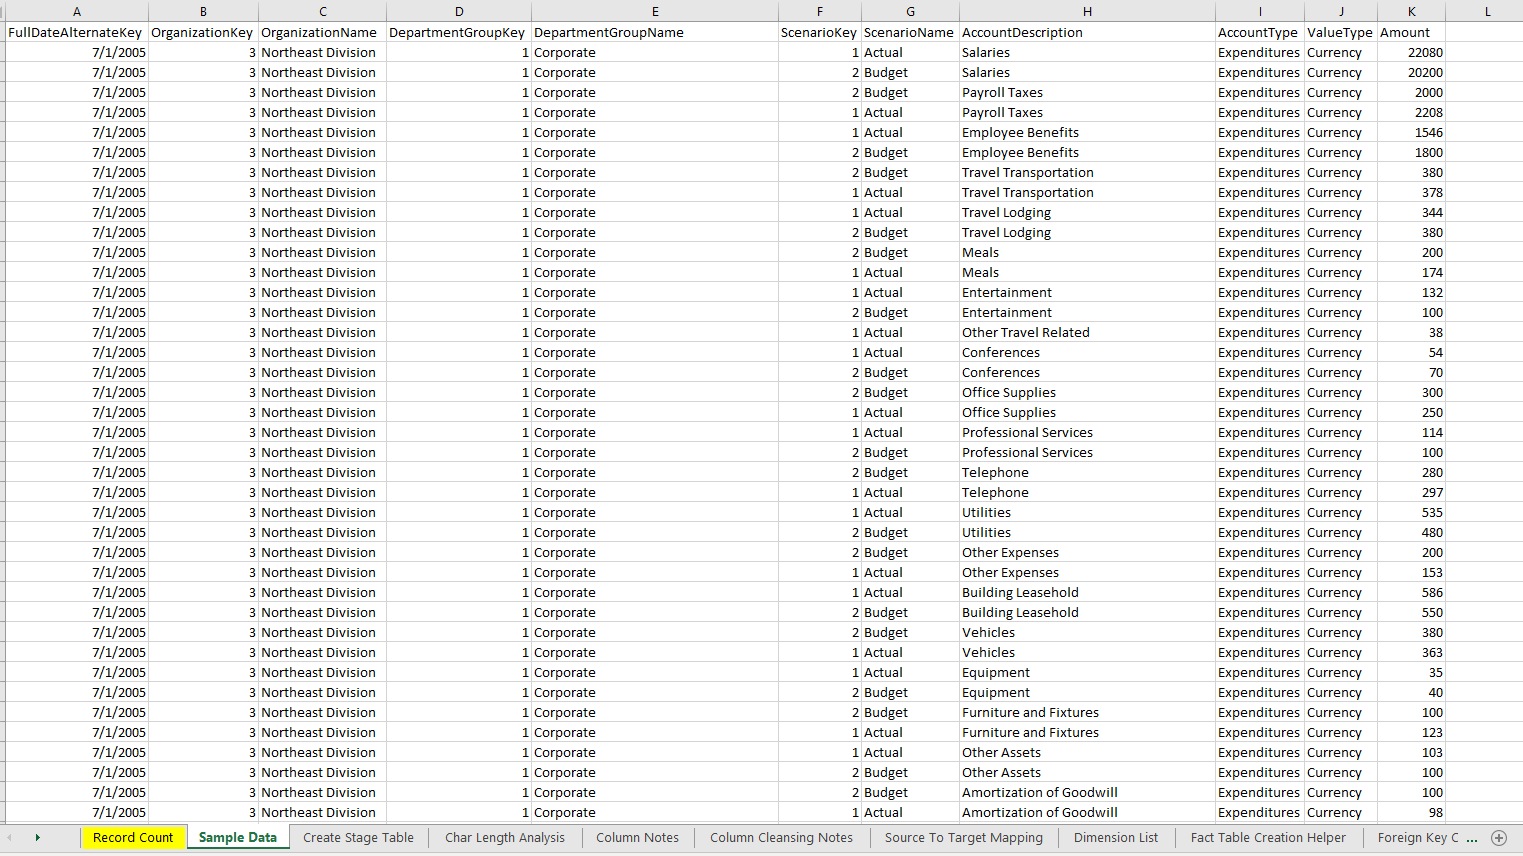 A B C D E F G H I J K L
FullDateAlternateKey OrganizationKey OrganizationName DepartmentGroupKey DepartmentGroupName ScenarioKey ScenarioName AccountDescription AccountType ValueType Amount
7/1/2005 3 Northeast Division 1 Corporate 1 Actual Salaries Expenditures Currency 22080
7/1/2005 3 Northeast Division 1 Corporate 2 Budget Salaries Expenditures Currency 20200
7/1/2005 3 Northeast Division 1 Corporate 2 Budget Payroll Taxes Expenditures Currency 2000
7/1/2005 3 Northeast Division 1 Corporate 1 Actual Payroll Taxes Expenditures Currency 2208
7/1/2005 3 Northeast Division 1 Corporate 1 Actual Employee Benefits Expenditures Currency 1546
7/1/2005 3 Northeast Division 1 Corporate 2 Budget Employee Benefits Expenditures Currency 1800
7/1/2005 3 Northeast Division 1 Corporate 2 Budget Travel Transportation Expenditures Currency 380
7/1/2005 3 Northeast Division 1 Corporate 1 Actual Travel Transportation Expenditures Currency 378
7/1/2005 3 Northeast Division 1 Corporate 1 Actual Travel Lodging Expenditures Currency 344
7/1/2005 3 Northeast Division 1 Corporate 2 Budget Travel Lodging Expenditures Currency 380
7/1/2005 3 Northeast Division 1 Corporate 2 Budget Meals Expenditures Currency 200
7/1/2005 3 Northeast Division 1 Corporate 1 Actual Meals Expenditures Currency 174
7/1/2005 3 Northeast Division 1 Corporate 1 Actual Entertainment Expenditures Currency 132
7/1/2005 3 Northeast Division 1 Corporate 2 Budget Entertainment Expenditures Currency 100
7/1/2005 3 Northeast Division 1 Corporate 1 Actual Other Travel Related Expenditures Currency 38
7/1/2005 3 Northeast Division 1 Corporate 1 Actual Conferences Expenditures Currency 54
7/1/2005 3 Northeast Division 1 Corporate 2 Budget Conferences Expenditures Currency 70
7/1/2005 3 Northeast Division 1 Corporate 2 Budget Office Supplies Expenditures Currency 300
7/1/2005 3 Northeast Division 1 Corporate 1 Actual Office Supplies Expenditures Currency 250
7/1/2005 3 Northeast Division 1 Corporate 1 Actual Professional Services Expenditures Currency 114
7/1/2005 3 Northeast Division 1 Corporate 2 Budget Professional Services Expenditures Currency 100
7/1/2005 3 Northeast Division 1 Corporate 2 Budget Telephone Expenditures Currency 280
7/1/2005 3 Northeast Division 1 Corporate 1 Actual Telephone Expenditures Currency 297
7/1/2005 3 Northeast Division 1 Corporate 1 Actual Utilities Expenditures Currency 535
7/1/2005 3 Northeast Division 1 Corporate 2 Budget Utilities Expenditures Currency 480
7/1/2005 3 Northeast Division 1 Corporate 2 Budget Other Expenses Expenditures Currency 200
7/1/2005 3 Northeast Division 1 Corporate 1 Actual Other Expenses Expenditures Currency 153
7/1/2005 3 Northeast Division 1 Corporate 1 Actual Building Leasehold Expenditures Currency 586
7/1/2005 3 Northeast Division 1 Corporate 2 Budget Building Leasehold Expenditures Currency 550
7/1/2005 3 Northeast Division 1 Corporate 2 Budget Vehicles Expenditures Currency 380
7/1/2005 3 Northeast Division 1 Corporate 1 Actual Vehicles Expenditures Currency 363
7/1/2005 3 Northeast Division 1 Corporate 1 Actual Equipment Expenditures Currency 35
7/1/2005 3 Northeast Division 1 Corporate 2 Budget Equipment Expenditures Currency 40
7/1/2005 3 Northeast Division 1 Corporate 2 Budget Furniture and Fixtures Expenditures Currency 100
7/1/2005 3 Northeast Division 1 Corporate 1 Actual Furniture and Fixtures Expenditures Currency 123
7/1/2005 3 Northeast Division 1 Corporate 1 Actual Other Assets Expenditures Currency 103
7/1/2005 3 Northeast Division 1 Corporate 2 Budget Other Assets Expenditures Currency 100
7/1/2005 3 Northeast Division 1 Corporate 2 Budget Amortization of Goodwill Expenditures Currency 100
7/1/2005 3 Northeast Division 1 Corporate 1 Actual Amortization of Goodwill Expenditures Currency 98
Record Count Sample Data Create Stage Table Char Length Analysis Column Notes Column Cleansing Notes Source To Target Mapping Dimension List Fact Table Creation Helper Foreign Key C ...